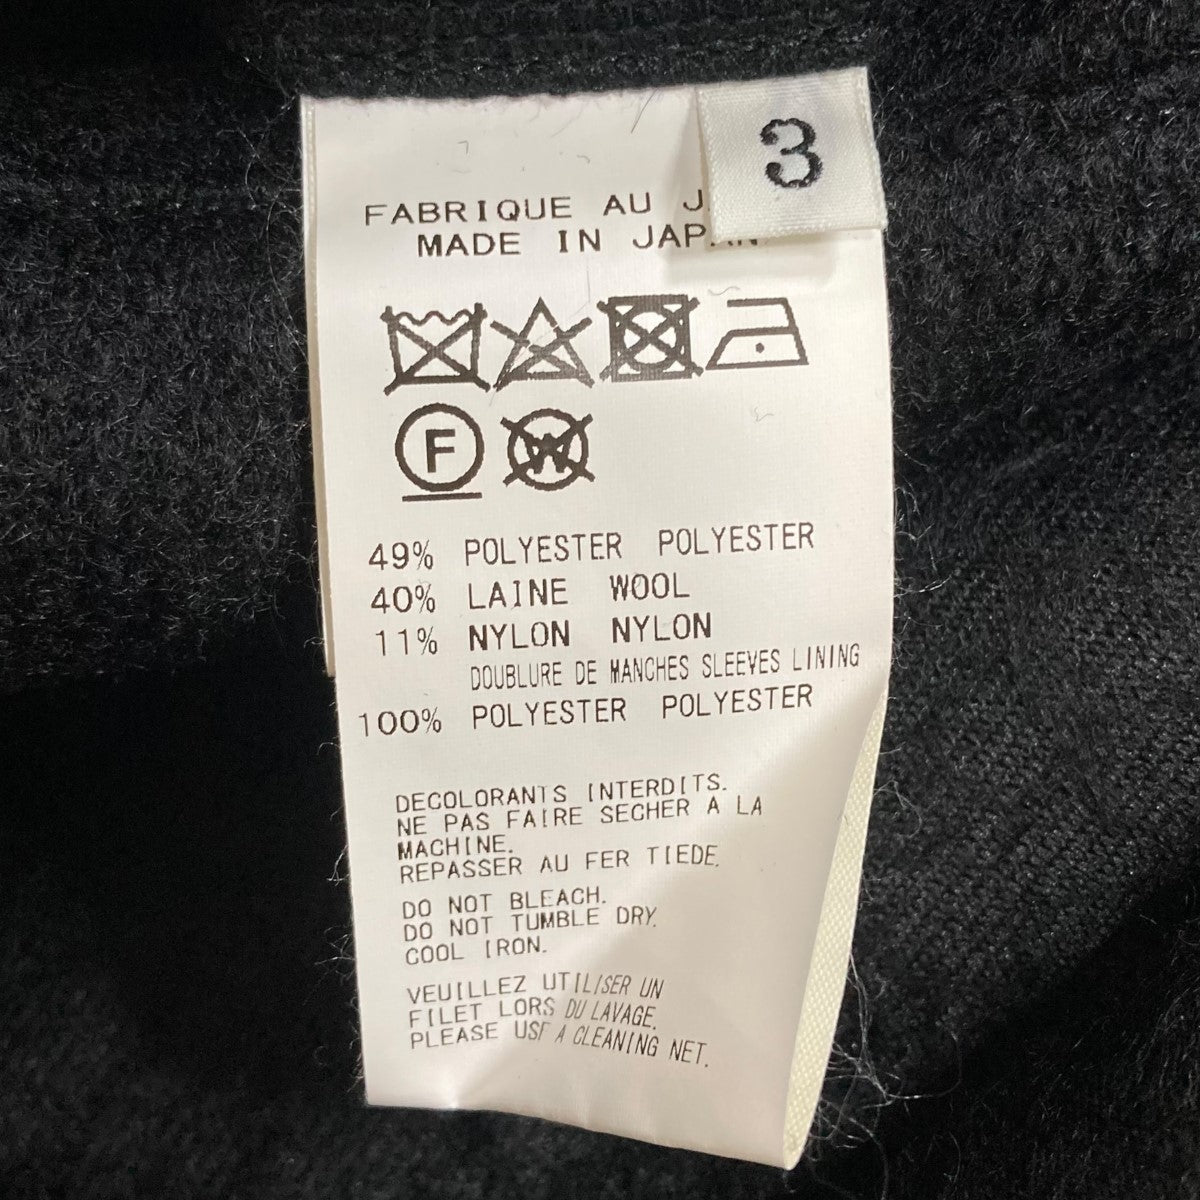 3
FABRIQUE AU
MADE IN JAPAN
F
W
49% POLYESTER POLYESTER
40% LAINE WOOL
11% NYLON NYLON
DOUBLURE DE MANCHES SLEEVES LINING
100% POLYESTER POLYESTER
DECOLORANTS INTERDITS.
NE PAS FAIRE SECHER A LA
MACHINE.
REPASSER AU FER TIEDE.
DO NOT BLEACH.
DO NOT TUMBLE DRY.
COOL IRON.
VEUILLEZ UTILISER UN
FILET LORS DU LAVAGE.
PLEASE USE A CLEANING NET.